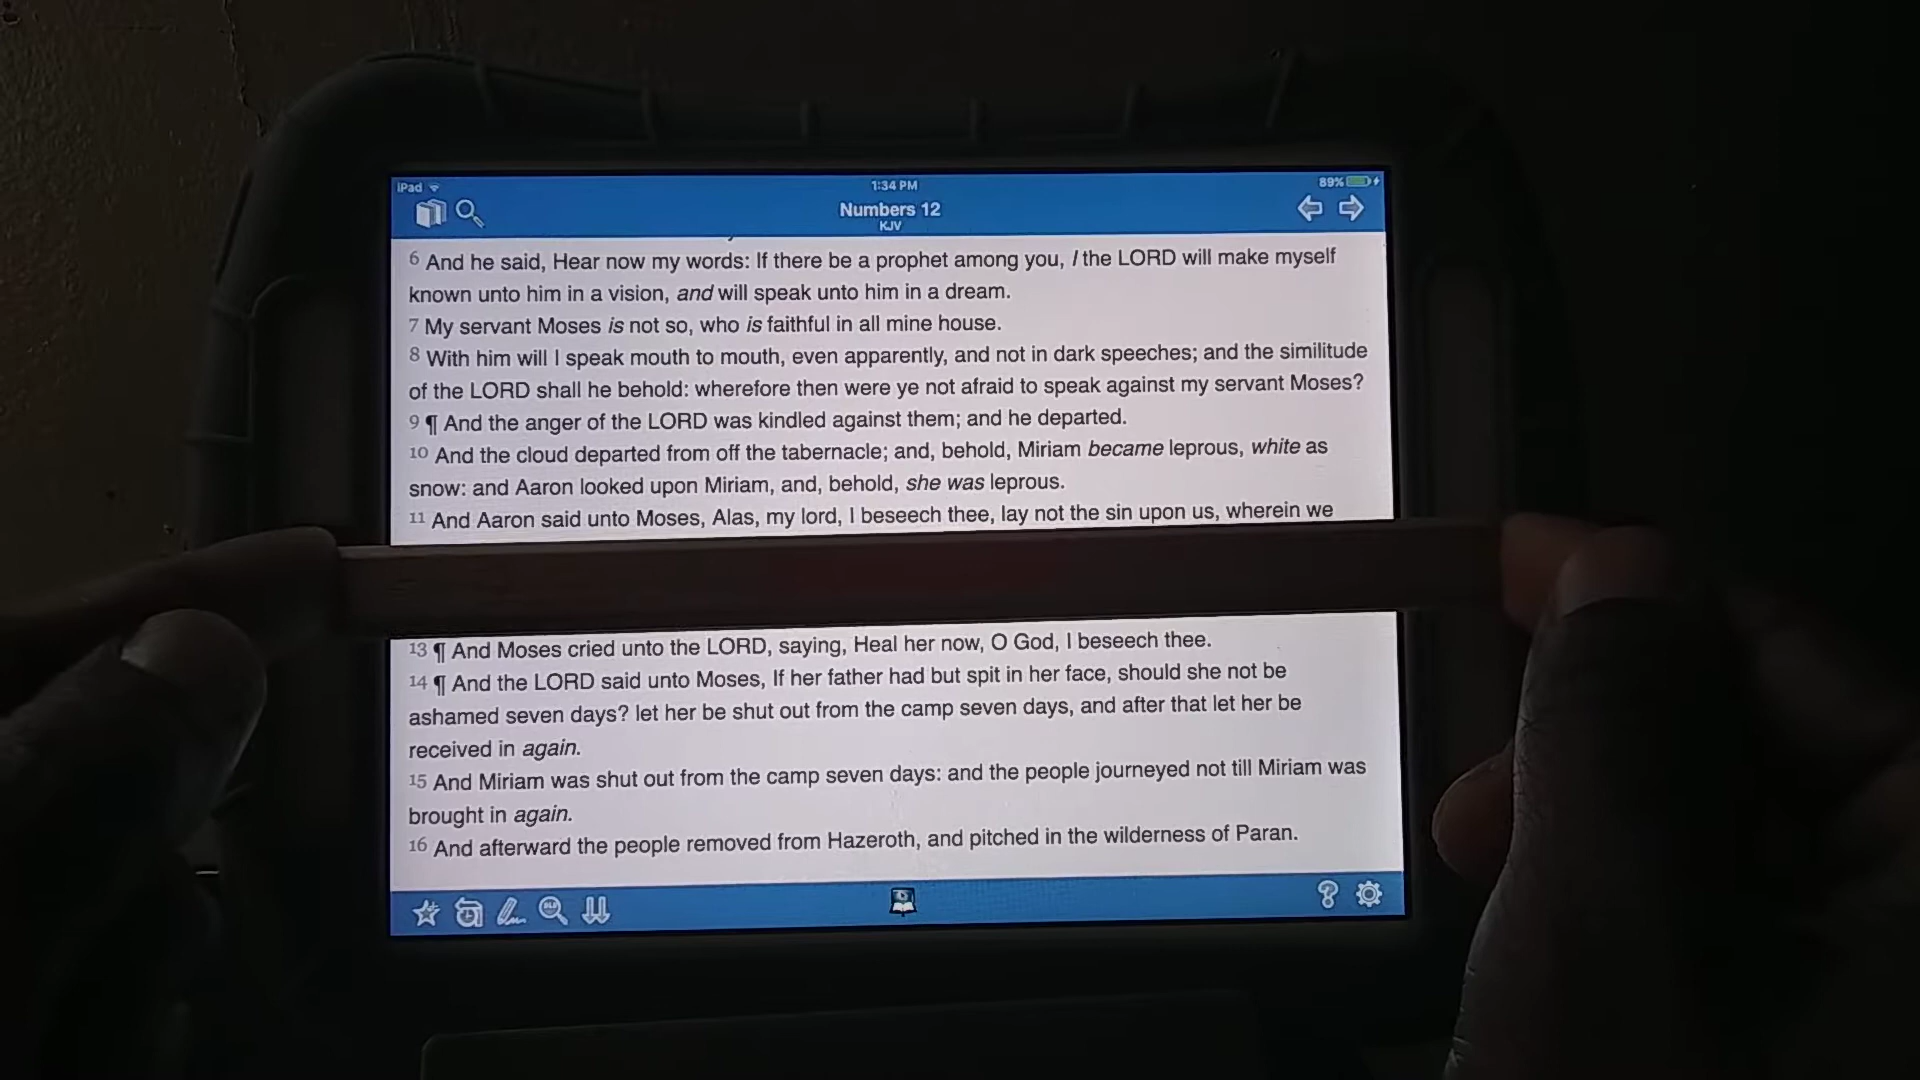 iPad 1:34 PM 89%
Numbers 12
KJV
6 And he said, Hear now my words: If there be a prophet among you, I the LORD will make myself
known unto him in a vision, and will speak unto him in a dream.
7 My servant Moses is not so, who is faithful in all mine house.
8 With him will I speak mouth to mouth, even apparently, and not in dark speeches; and the similitude
of the LORD shall he behold: wherefore then were ye not afraid to speak against my servant Moses?
9 ¶ And the anger of the LORD was kindled against them; and he departed.
10 And the cloud departed from off the tabernacle; and, behold, Miriam became leprous, white as
snow: and Aaron looked upon Miriam, and, behold, she was leprous.
11 And Aaron said unto Moses, Alas, my lord, I beseech thee, lay not the sin upon us, wherein we
13 ¶ And Moses cried unto the LORD, saying, Heal her now, O God, I beseech thee.
14 ¶ And the LORD said unto Moses, If her father had but spit in her face, should she not be
ashamed seven days? let her be shut out from the camp seven days, and after that let her be
received in again.
15 And Miriam was shut out from the camp seven days: and the people journeyed not till Miriam was
brought in again.
16 And afterward the people removed from Hazeroth, and pitched in the wilderness of Paran.